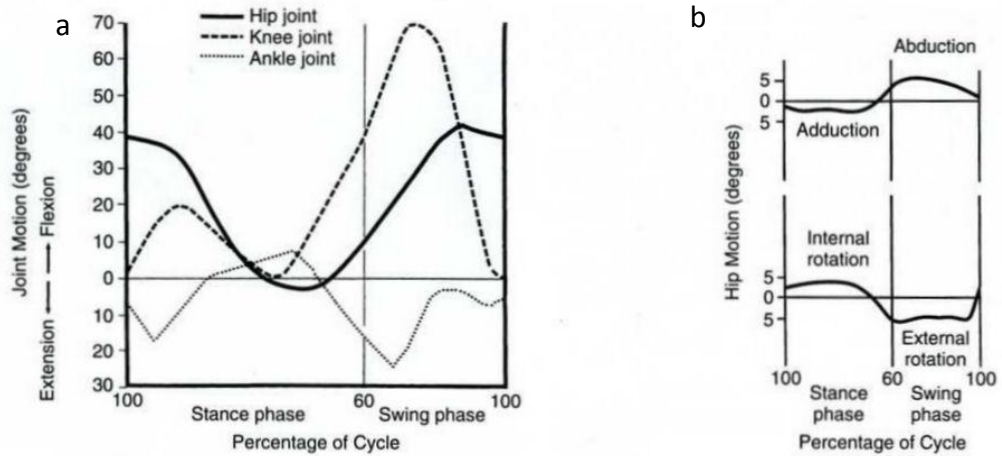 a
Hip joint
Knee joint
Ankle joint
70
60
50
40
30
20
10
0
10
20
30
Joint Motion (degrees)
Extension ← → Flexion
100 60 100
Stance phase Swing phase
Percentage of Cycle
b
Abduction
5
0
5
Adduction
Hip Motion (degrees)
Internal
rotation
5
0
5
External
rotation
100 60 100
Stance Swing
phase phase
Percentage of Cycle